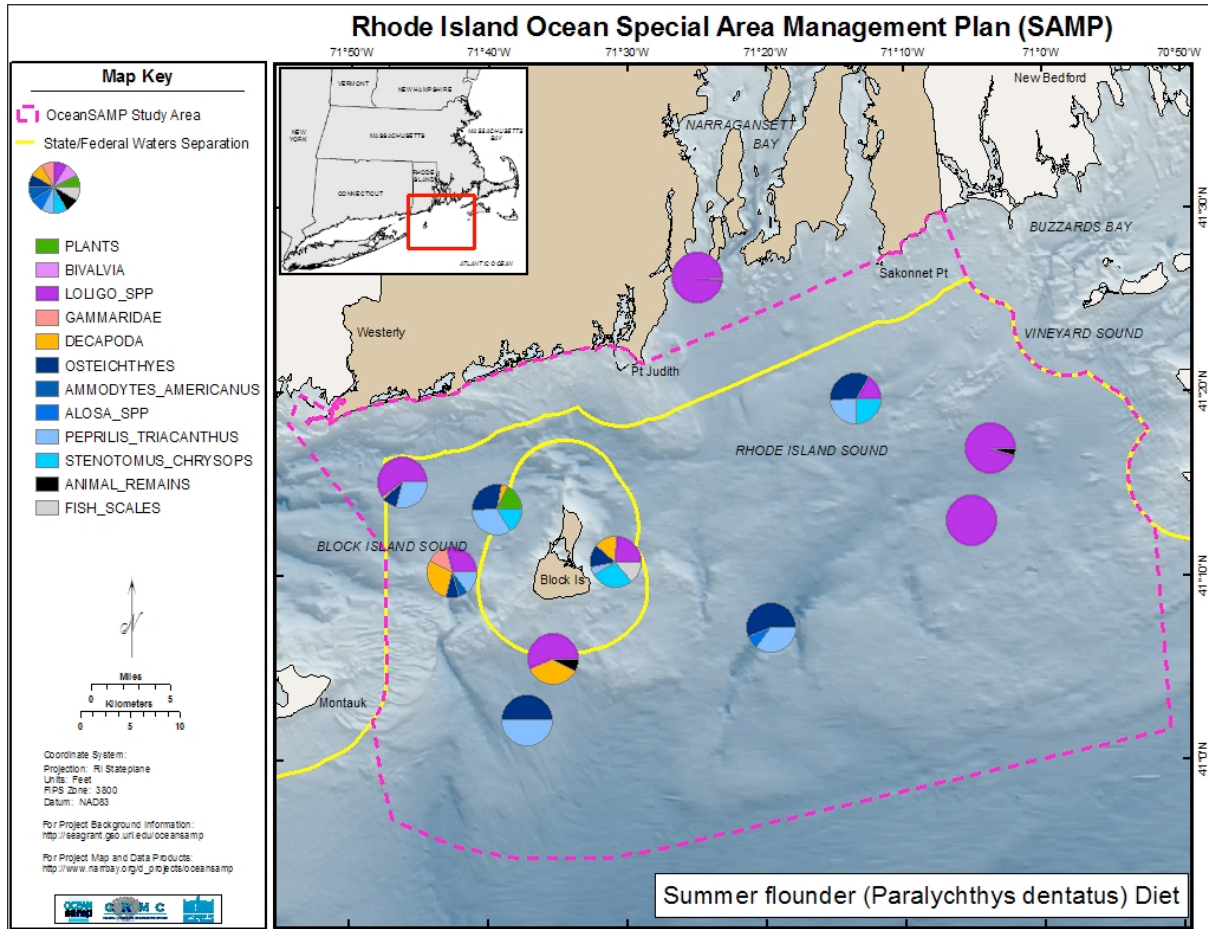 Rhode Island Ocean Special Area Management Plan (SAMP)
71°50'W 71°40'W 71°30'W 71°20'W 71°10'W 71°0'W 70°50'W
Map Key
OceanSAMP Study Area
State/Federal Waters Separation
PLANTS
BIVALVIA
LOLIGO_SPP
GAMMARIDAE
DECAPODA
OSTEICHTHYES
AMMODYTES_AMERICANUS
ALOSA_SPP
PEPRILIS_TRIACANTHUS
STENOTOMUS_CHRYSOPS
ANIMAL_REMAINS
FISH_SCALES
Miles
0 5
Kilometers
0 5 10
Coordinate System:
Projection: RI Stateplane
Units: Feet
FIPS Zone: 3800
Datum: NAD83
For Project Background Information:
http://seagrant.gso.uri.edu/oceansamp
For Project Map and Data Products:
http://www.narrbay.org/d_projects/oceansamp
OCEAN
samp
CRMC
VERMONT
NEW HAMPSHIRE
NEW
YORK
MASSACHUSETTS
MASSACHUSETTS
BAY
CONNECTICUT
RHODE
ISLAND
ATLANTIC OCEAN
New Bedford
NARRAGANSETT
BAY
BUZZARDS BAY
Sakonnet Pt
Westerly
VINEYARD SOUND
Pt Judith
RHODE ISLAND SOUND
BLOCK ISLAND SOUND
Block Is
Montauk
41°30'N
41°20'N
41°10'N
41°0'N
Summer flounder (Paralychthys dentatus) Diet